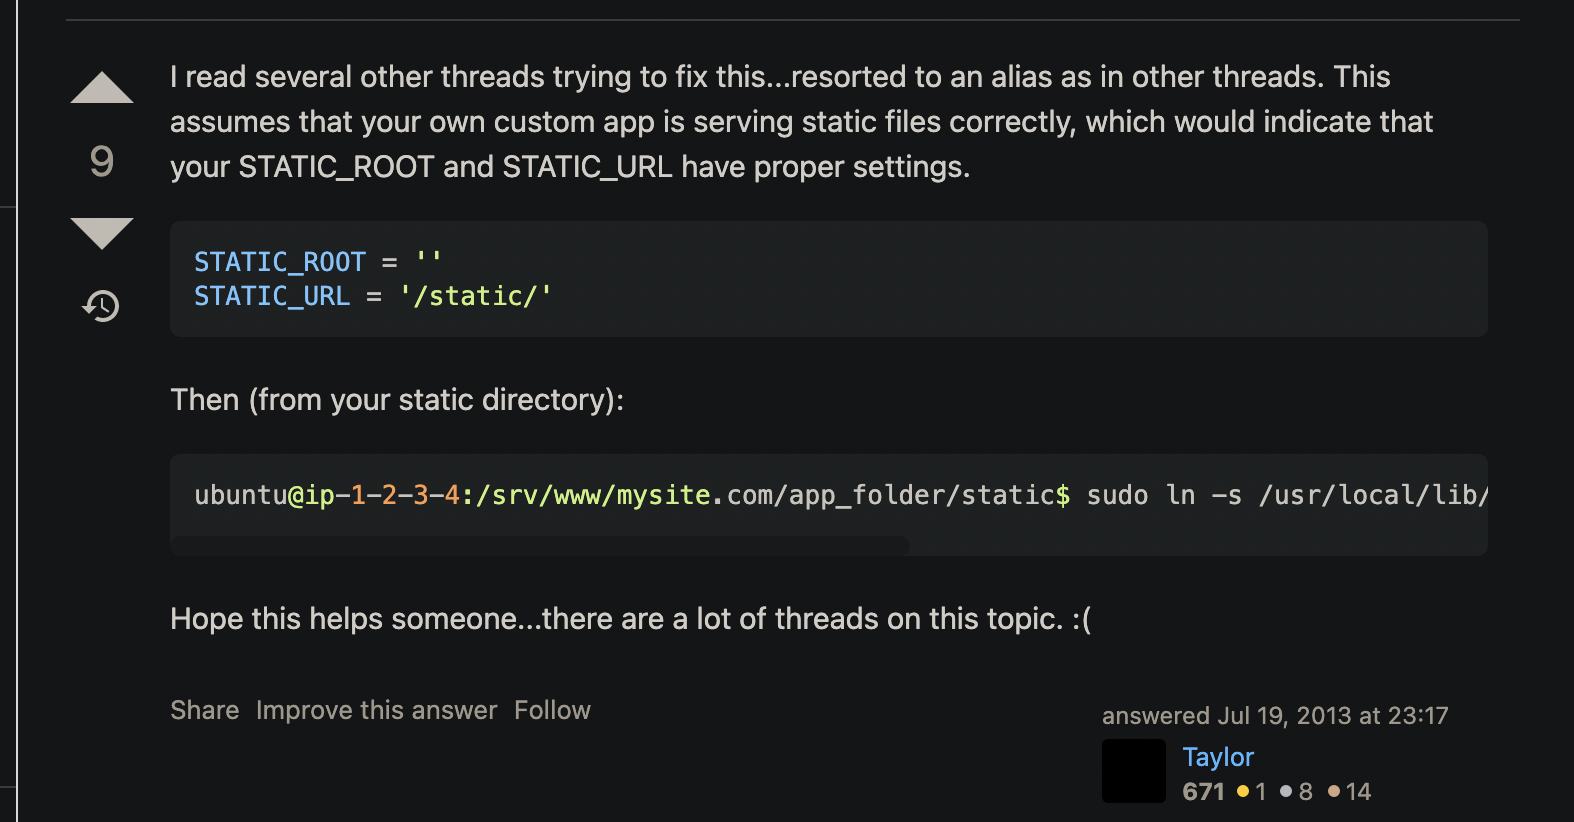 I read several other threads trying to fix this...resorted to an alias as in other threads. This
assumes that your own custom app is serving static files correctly, which would indicate that
9
your STATIC_ROOT and STATIC_URL have proper settings.
STATIC_ROOT = ''
STATIC_URL = '/static/'
Then (from your static directory):
ubuntu@ip-1-2-3-4:/srv/www/mysite.com/app_folder/static$ sudo ln -s /usr/local/lib/
Hope this helps someone...there are a lot of threads on this topic. :(
Share Improve this answer Follow
answered Jul 19, 2013 at 23:17
Taylor
671 1 8 14